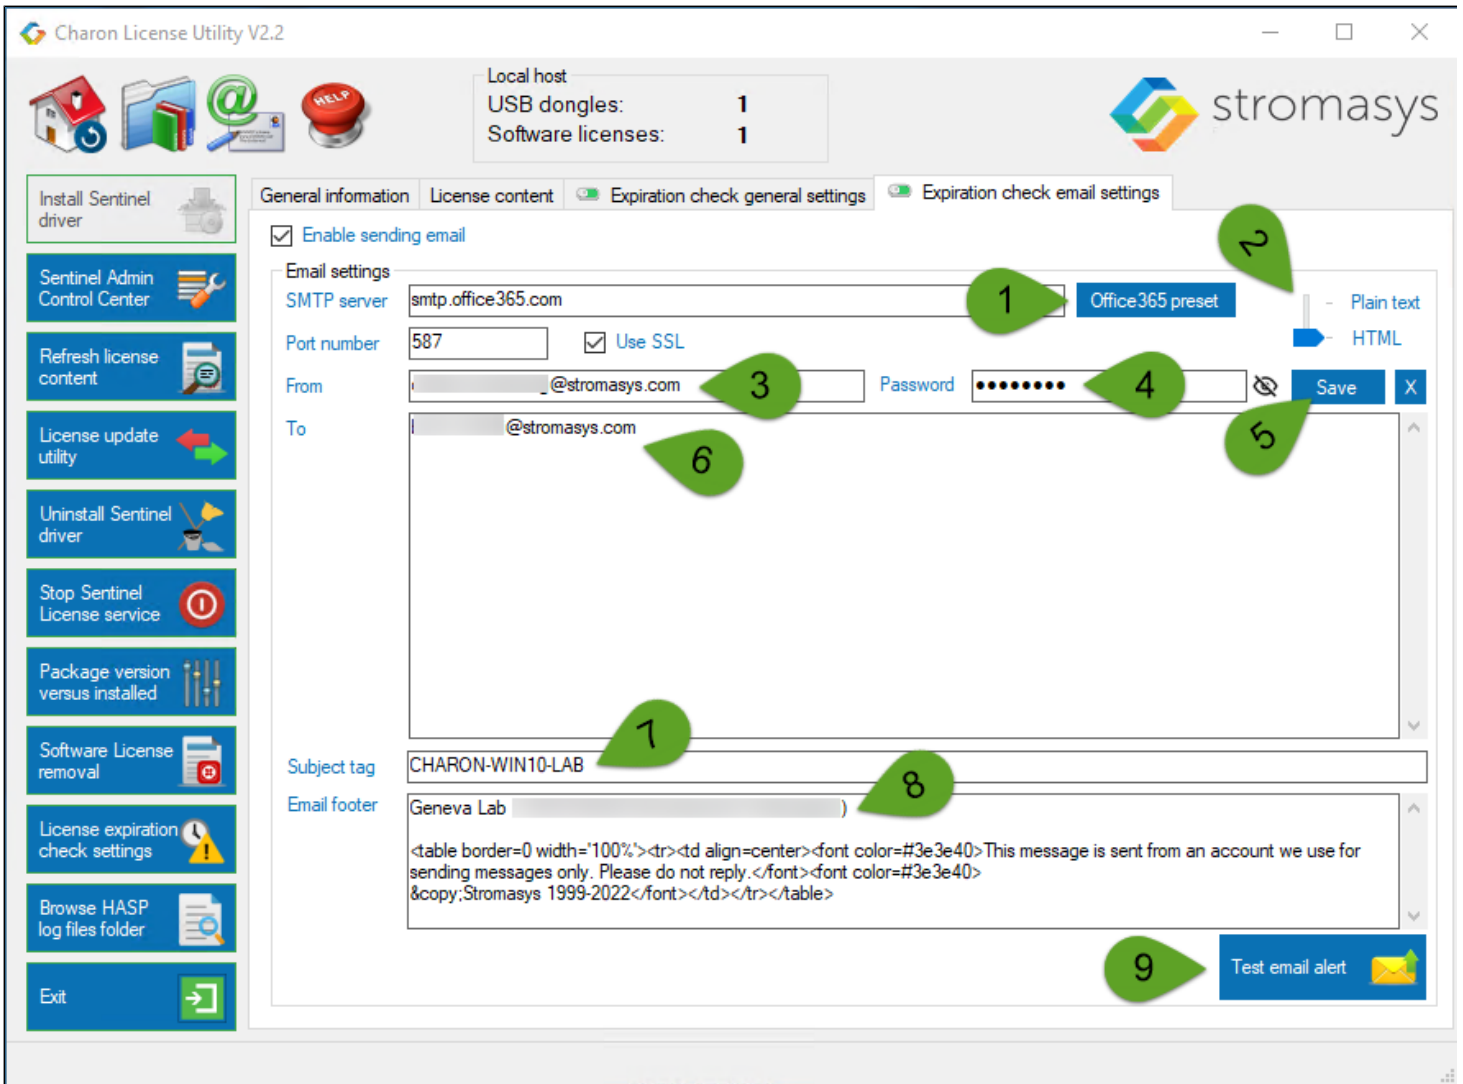 Charon License Utility V2.2
HELP
Local host
USB dongles: 1
Software licenses: 1
stromasys
Install Sentinel
driver
Sentinel Admin
Control Center
Refresh license
content
License update
utility
Uninstall Sentinel
driver
Stop Sentinel
License service
Package version
versus installed
Software License
removal
License expiration
check settings
Browse HASP
log files folder
Exit
General information
License content
Expiration check general settings
Expiration check email settings
Enable sending email
Email settings
SMTP server
smtp.office365.com
1
Office365 preset
2
Plain text
HTML
Port number
587
Use SSL
From
@stromasys.com
3
Password
••••••••
4
Save
X
5
To
@stromasys.com
6
7
Subject tag
CHARON-WIN10-LAB
Email footer
Geneva Lab )
8
<table border=0 width='100%'><tr><td align=center><font color=#3e3e40>This message is sent from an account we use for
sending messages only. Please do not reply.</font><font color=#3e3e40>
&copy;Stromasys 1999-2022</font></td></tr></table>
9
Test email alert